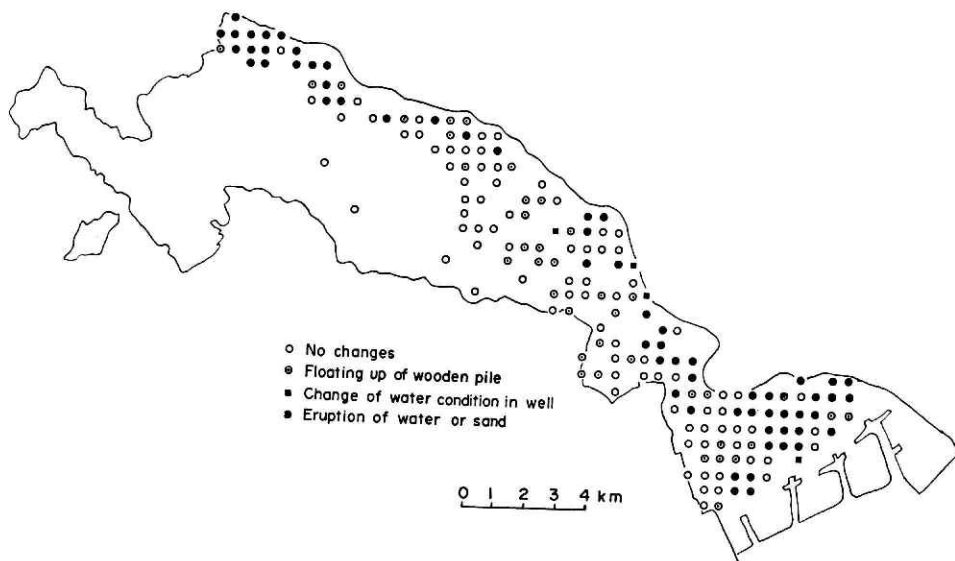 No changes
Floating up of wooden pile
Change of water condition in well
Eruption of water or sand
0 1 2 3 4 km